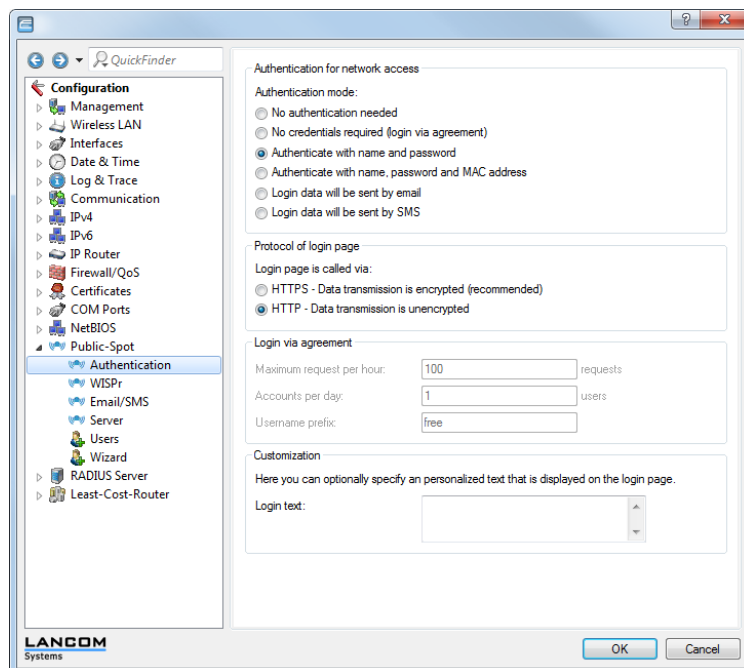 ?
QuickFinder
Configuration
Management
Wireless LAN
Interfaces
Date & Time
Log & Trace
Communication
IPv4
IPv6
IP Router
Firewall/QoS
Certificates
COM Ports
NetBIOS
Public-Spot
Authentication
WISPr
Email/SMS
Server
Users
Wizard
RADIUS Server
Least-Cost-Router
Authentication for network access
Authentication mode:
No authentication needed
No credentials required (login via agreement)
Authenticate with name and password
Authenticate with name, password and MAC address
Login data will be sent by email
Login data will be sent by SMS
Protocol of login page
Login page is called via:
HTTPS - Data transmission is encrypted (recommended)
HTTP - Data transmission is unencrypted
Login via agreement
Maximum request per hour: 100 requests
Accounts per day: 1 users
Username prefix: free
Customization
Here you can optionally specify an personalized text that is displayed on the login page.
Login text:
LANCOM
Systems
OK Cancel